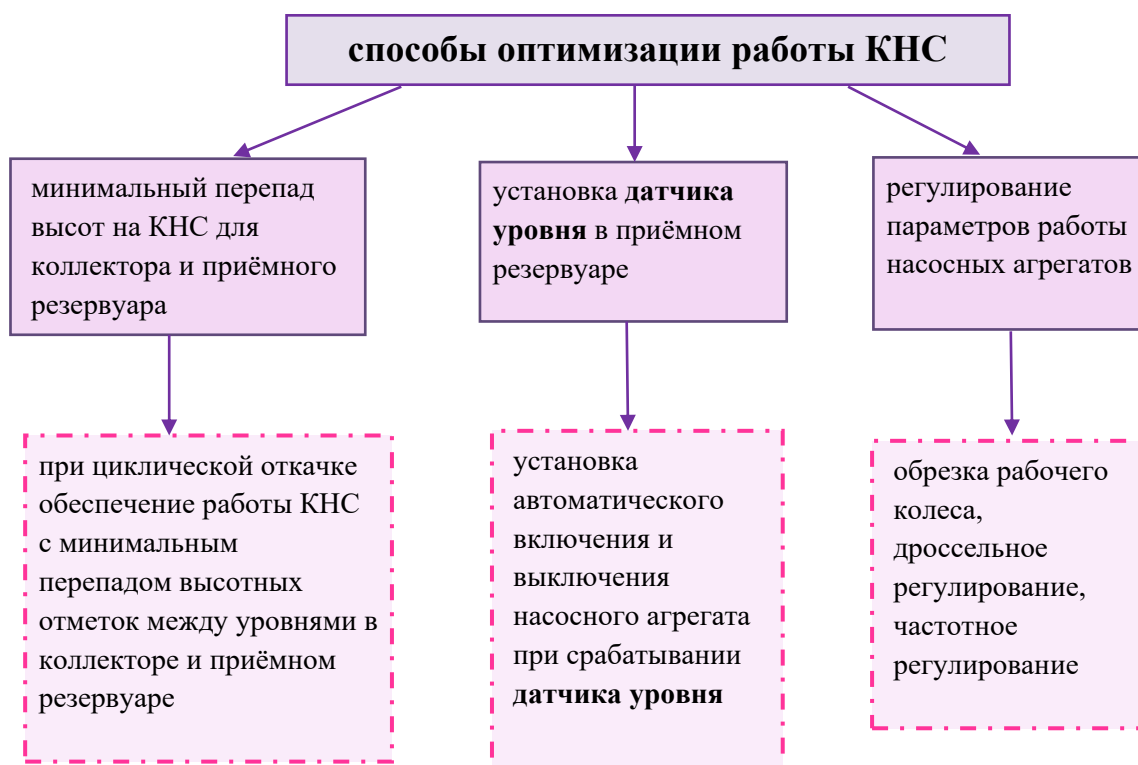 способы оптимизации работы КНС
минимальный перепад
высот на КНС для
коллектора и приёмного
резервуара
установка датчика
уровня в приёмном
резервуаре
регулирование
параметров работы
насосных агрегатов
при циклической откачке
обеспечение работы КНС
с минимальным
перепадом высотных
отметок между уровнями в
коллекторе и приёмном
резервуаре
установка
автоматического
включения и
выключения
насосного агрегата
при срабатывании
датчика уровня
обрезка рабочего
колеса,
дроссельное
регулирование,
частотное
регулирование